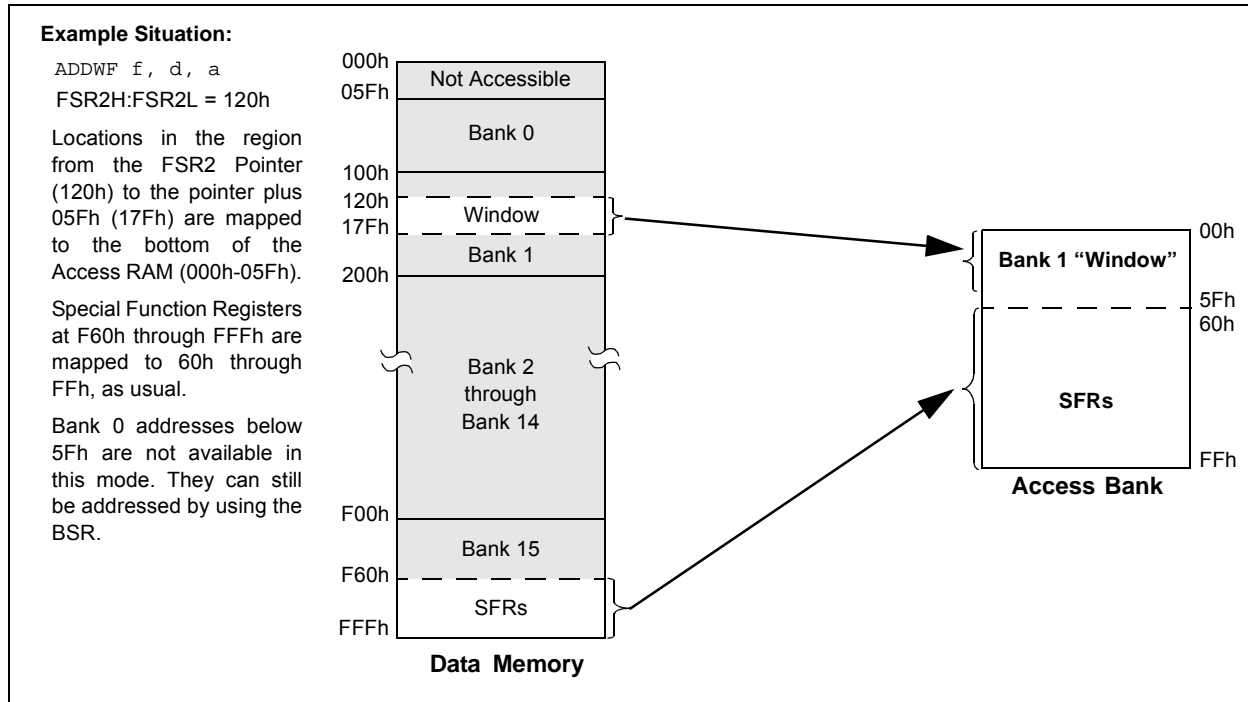 Example Situation:
ADDWF f, d, a
FSR2H:FSR2L = 120h
Locations in the region
from the FSR2 Pointer
(120h) to the pointer plus
05Fh (17Fh) are mapped
to the bottom of the
Access RAM (000h-05Fh).
Special Function Registers
at F60h through FFFh are
mapped to 60h through
FFh, as usual.
Bank 0 addresses below
5Fh are not available in
this mode. They can still
be addressed by using the
BSR.
000h
Not Accessible
05Fh
Bank 0
100h
120h
Window
17Fh
Bank 1
200h
Bank 2
through
Bank 14
F00h
Bank 15
F60h
SFRs
FFFh
Data Memory
00h
Bank 1 “Window”
5Fh
60h
SFRs
FFh
Access Bank